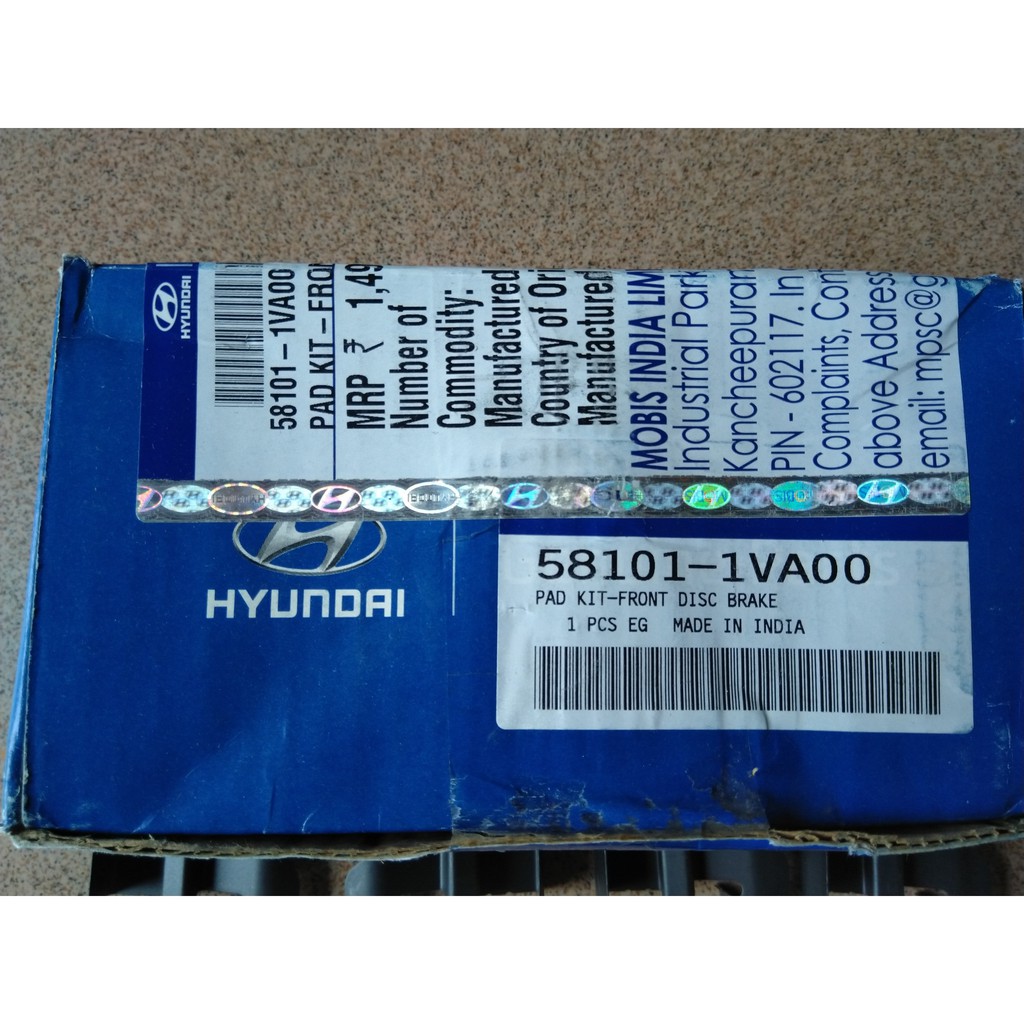 HYUNDAI
58101-1VA00
PAD KIT-FRON
MRP ₹ 1,49
Number of
Commodity:
Manufactured
Country of Ori
Manufactured
MOBIS INDIA LIM
Industrial Park
Kancheepuram
PIN - 602117. In
Complaints, Con
above Address
email: mpsc@g
HYUNDAI
58101-1VA00
PAD KIT-FRONT DISC BRAKE
1 PCS EG MADE IN INDIA